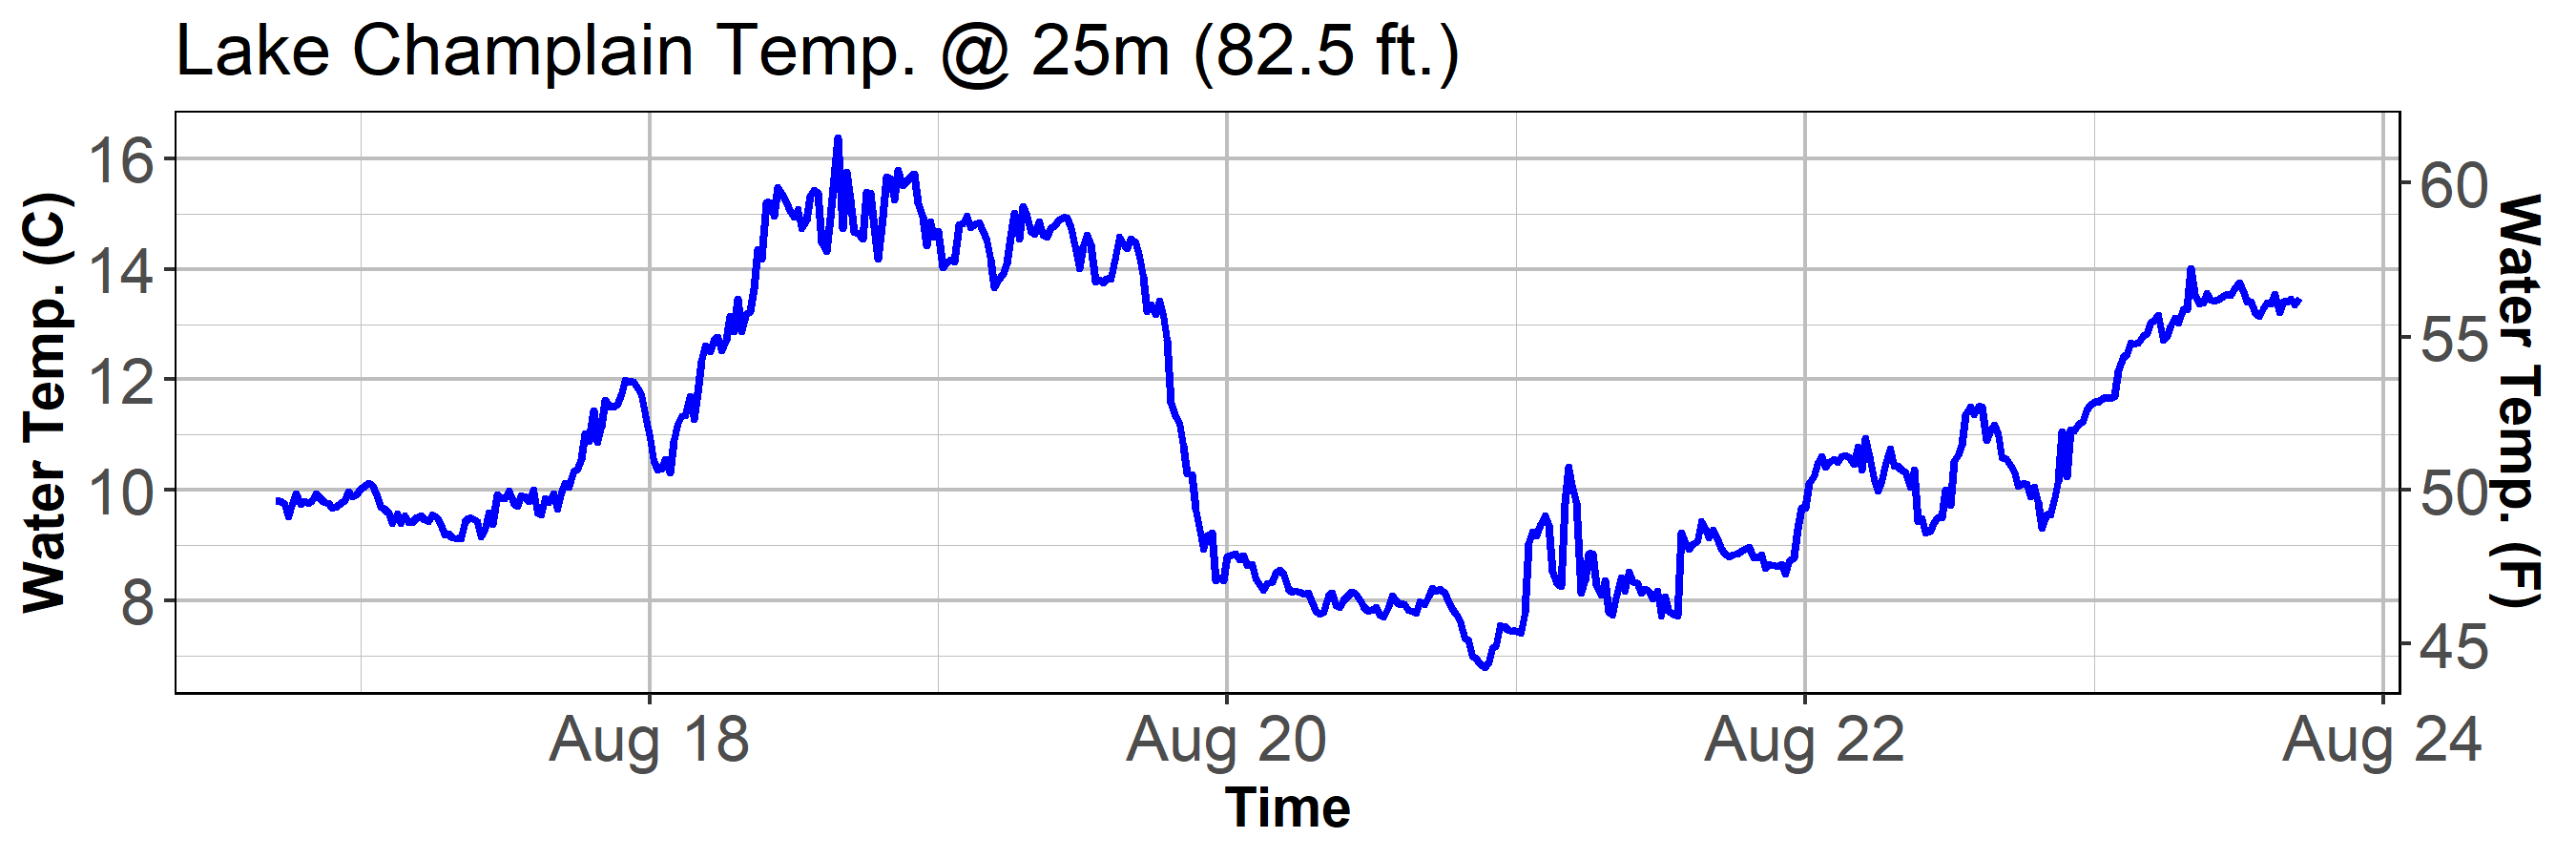 Lake Champlain Temp. @ 25m (82.5 ft.)
Water Temp. (C)
16
14
12
10
8
60
55
50
45
Water Temp. (F)
Aug 18 Aug 20 Aug 22 Aug 24
Time